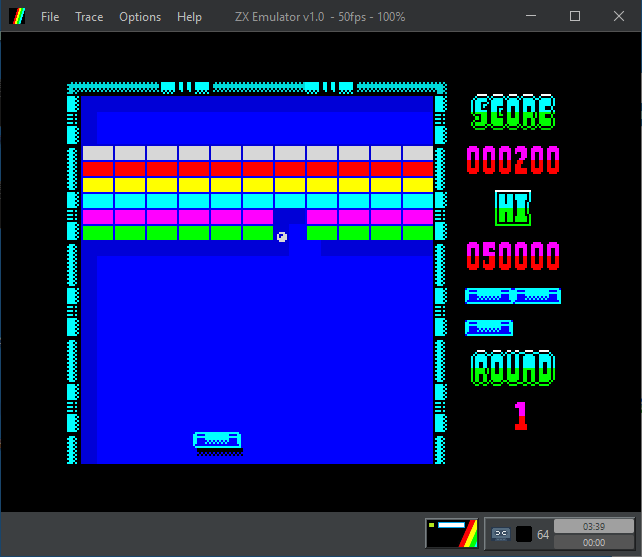 File Trace Options Help ZX Emulator v1.0 - 50fps - 100%
SCORE
000200
HI
050000
ROUND
1
64
03:39
00:00